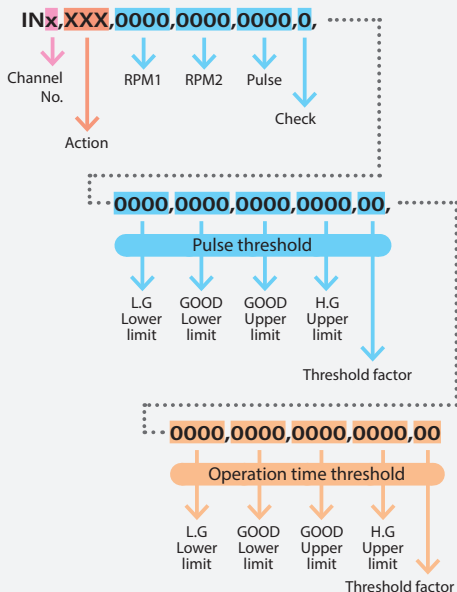 INx,XXX,0000,0000,0000,0,
Channel No.
RPM1
RPM2
Pulse
Check
Action
0000,0000,0000,0000,00,
Pulse threshold
L.G Lower limit
GOOD Lower limit
GOOD Upper limit
H.G Upper limit
Threshold factor
0000,0000,0000,0000,00
Operation time threshold
L.G Lower limit
GOOD Lower limit
GOOD Upper limit
H.G Upper limit
Threshold factor